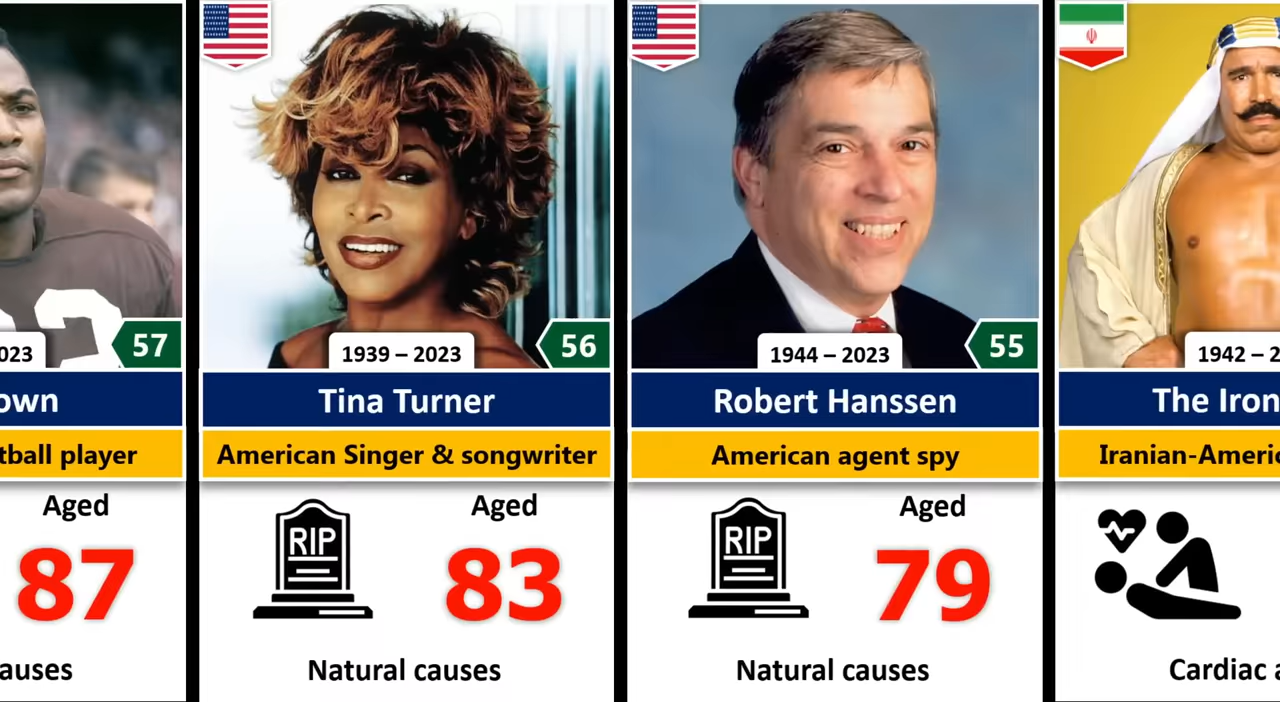 023
57
own
tball player
Aged
87
auses
1939 – 2023
56
Tina Turner
American Singer & songwriter
RIP
Aged
83
Natural causes
1944 – 2023
55
Robert Hanssen
American agent spy
RIP
Aged
79
Natural causes
1942 – 2
The Iron
Iranian-Americ
Cardiac a